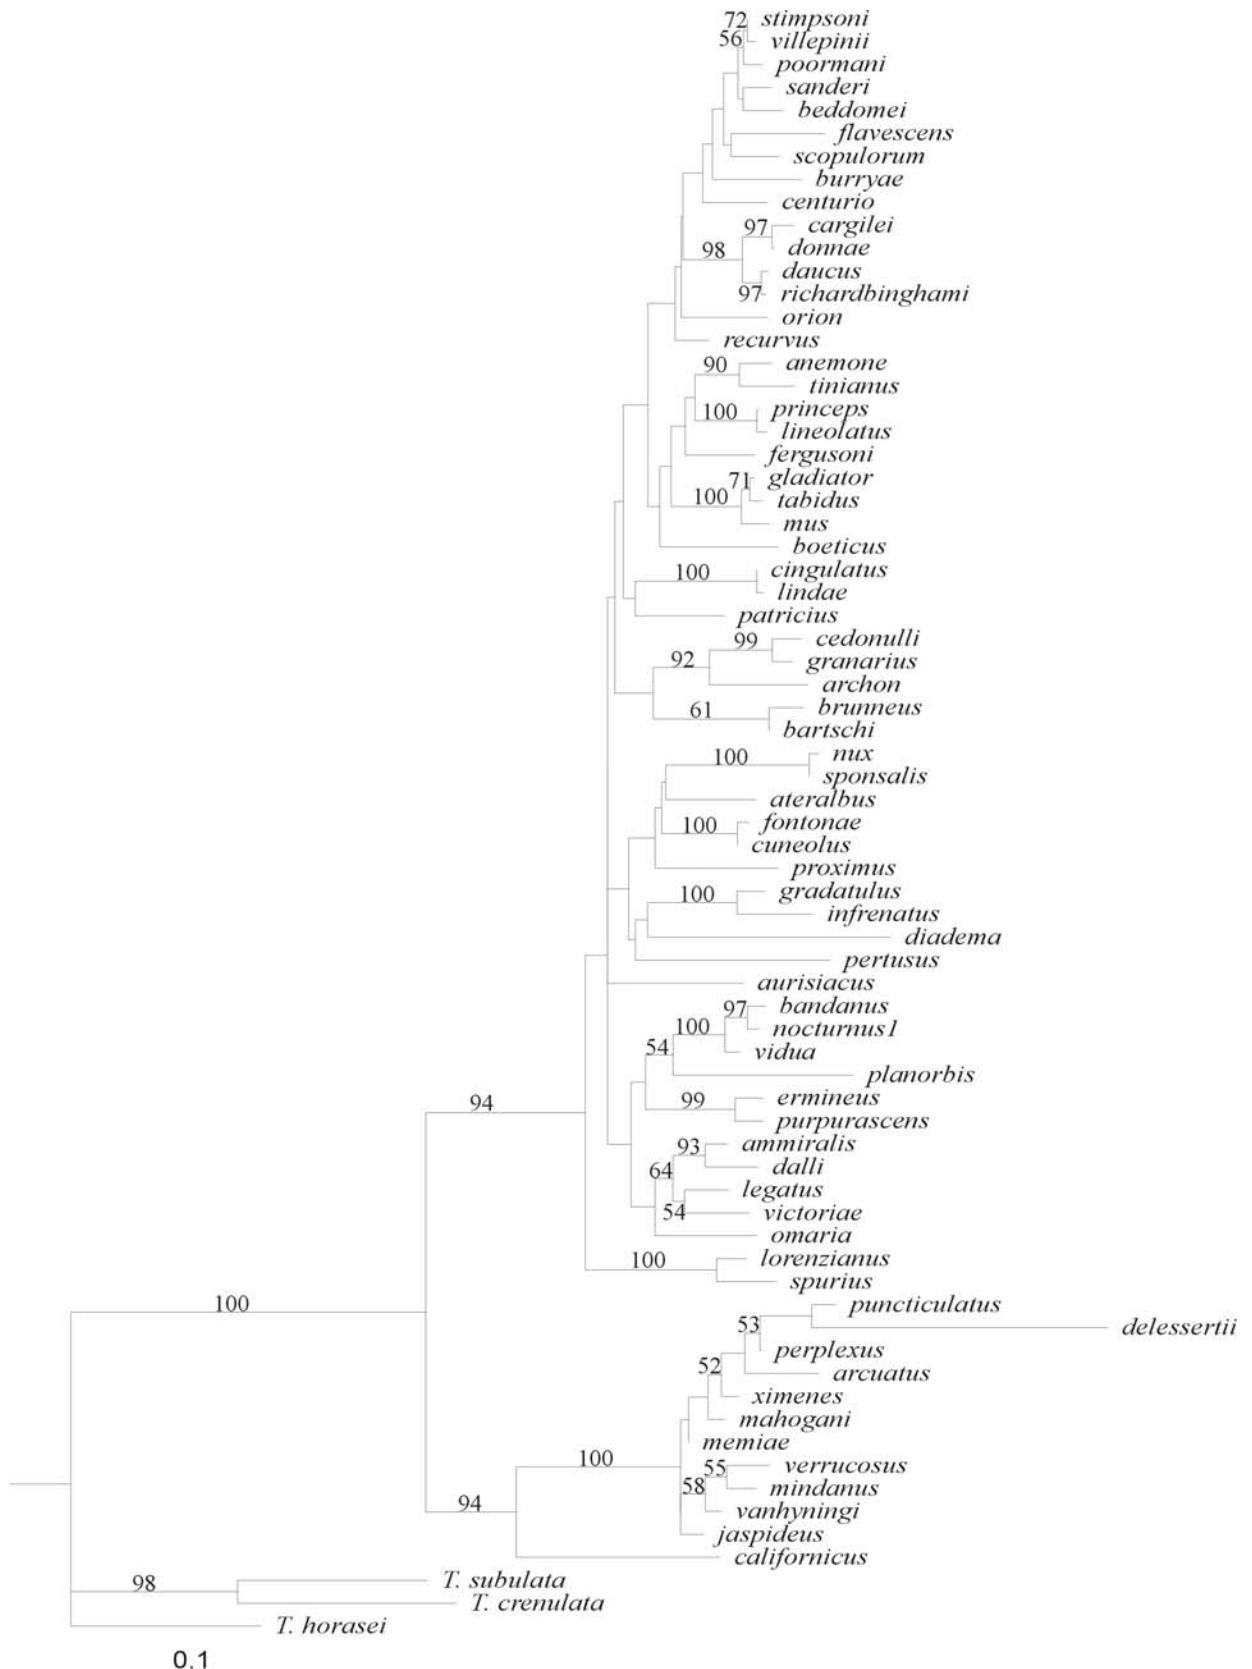 72 stimpsoni
56 villepinii
poormani
sanderi
beddomei
flavescens
scopulorum
burryae
centurio
97 cargilei
98 donnae
daucus
97 richardbinghami
orion
recurvus
90 anemone
tinianus
100 princeps
lineolatus
fergusoni
71 gladiator
100 tabidus
mus
boeticus
100 cingulatus
lindae
patricius
99 cedonulli
92 granarius
archon
61 brunneus
bartschi
100 nux
sponsalis
ateralbus
100 fontonae
cuneolus
proximus
100 gradatulus
infrenatus
diadema
pertusus
aurisiacus
97 bandanus
100 nocturnus1
54 vidua
planorbis
99 ermineus
94 purpurascens
93 ammiralis
64 dalli
legatus
54 victoriae
omaria
100 lorenzianus
spurius
100 puncticulatus
53 delessertii
perplexus
52 arcuatus
ximenes
mahogani
memiae
100 55 verrucosus
58 mindanus
94 vanhyningi
jaspideus
californicus
98 T. subulata
T. crenulata
T. horasei
0.1